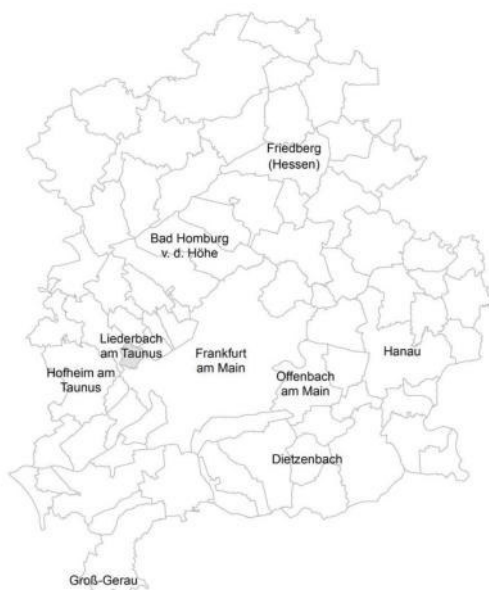 Friedberg
(Hessen)
Bad Homburg
v. d. Höhe
Liederbach
am Taunus
Frankfurt
am Main
Hanau
Hofheim am
Taunus
Offenbach
am Main
Dietzenbach
Groß-Gerau